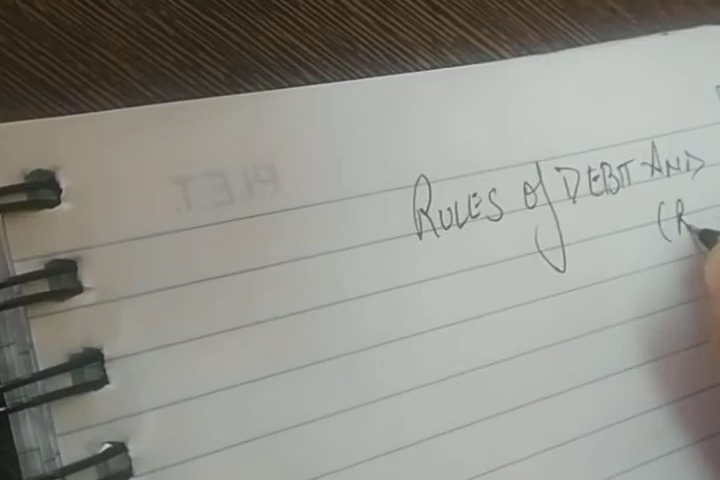 RULES of DEBIT AND
(R